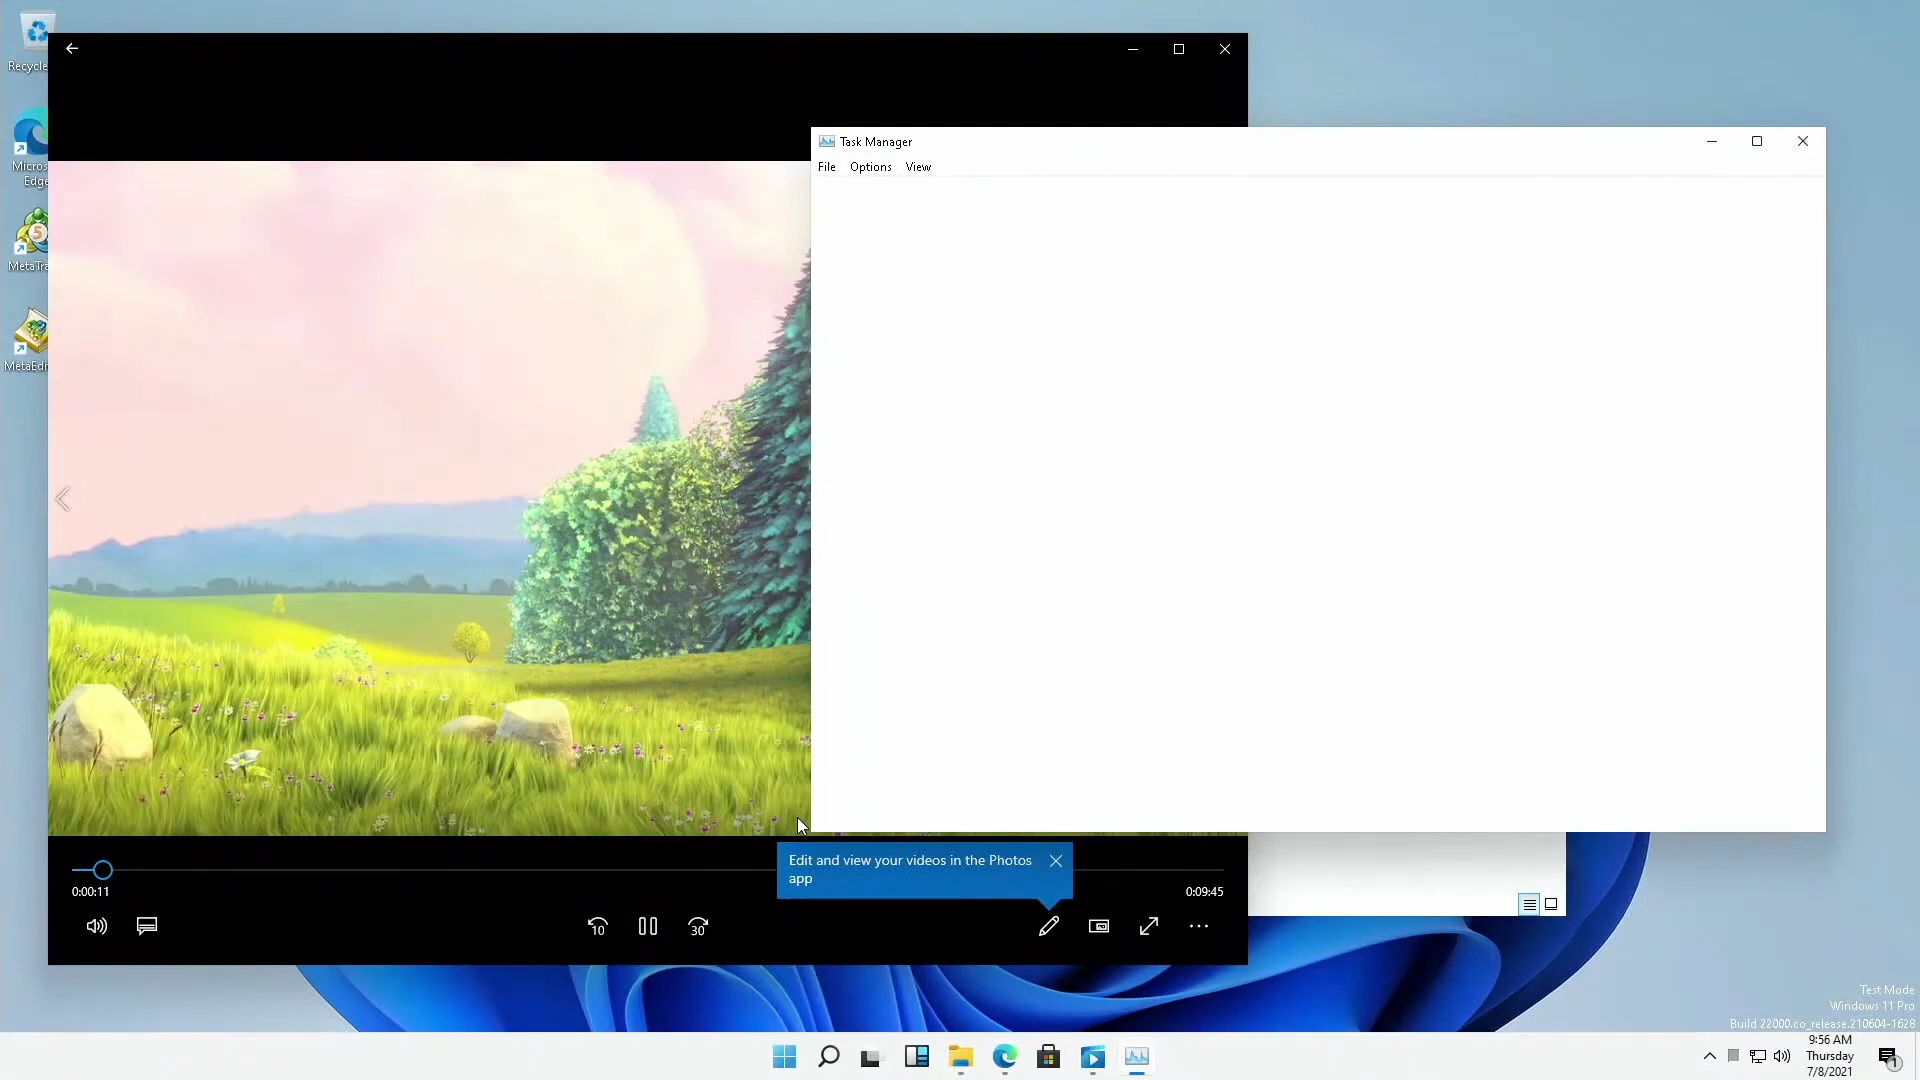 Recycle
Micros
Edge
MetaTra
MetaEdi
Task Manager
File Options View
Edit and view your videos in the Photos
app
0:00:11
0:09:45
10
30
Test Mode
Windows 11 Pro
Build 22000.co_release.210604-1628
9:56 AM
Thursday
7/8/2021
1